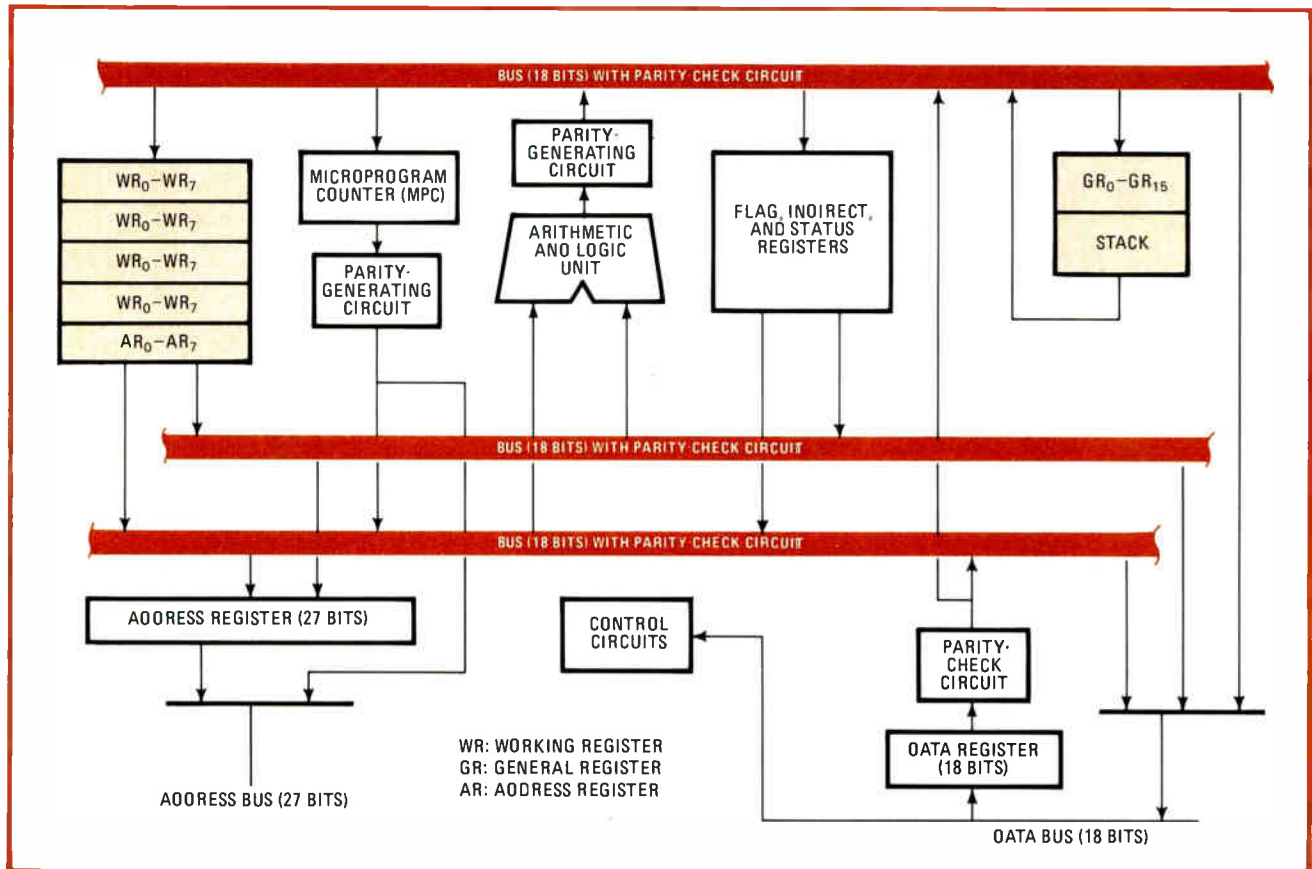 BUS (18 BITS) WITH PARITY-CHECK CIRCUIT
WR0–WR7
WR0–WR7
WR0–WR7
WR0–WR7
AR0–AR7
MICROPROGRAM
COUNTER (MPC)
PARITY-
GENERATING
CIRCUIT
PARITY-
GENERATING
CIRCUIT
ARITHMETIC
AND LOGIC
UNIT
FLAG, INDIRECT,
AND STATUS
REGISTERS
GR0–GR15
STACK
BUS (18 BITS) WITH PARITY-CHECK CIRCUIT
BUS (18 BITS) WITH PARITY-CHECK CIRCUIT
ADDRESS REGISTER (27 BITS)
CONTROL
CIRCUITS
PARITY-
CHECK
CIRCUIT
DATA REGISTER
(18 BITS)
WR: WORKING REGISTER
GR: GENERAL REGISTER
AR: ADDRESS REGISTER
ADDRESS BUS (27 BITS)
DATA BUS (18 BITS)